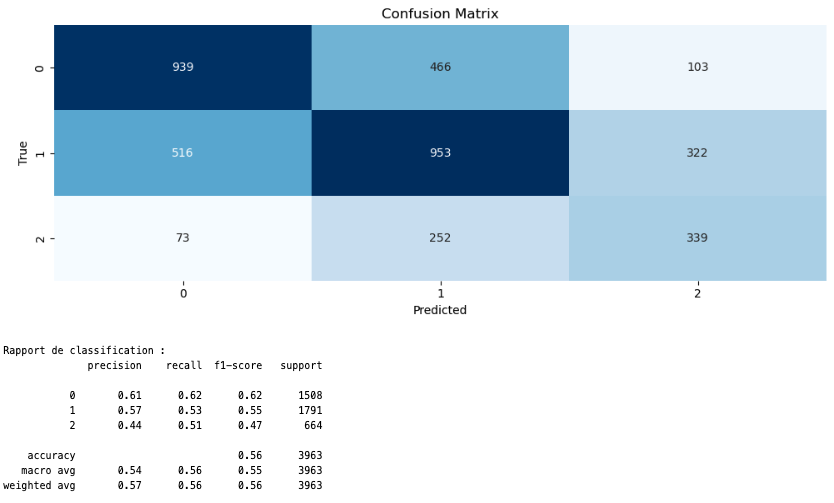 Confusion Matrix
0 939 466 103
True 1 516 953 322
2 73 252 339
0 1 2
Predicted
Rapport de classification :
precision recall f1-score support
0 0.61 0.62 0.62 1508
1 0.57 0.53 0.55 1791
2 0.44 0.51 0.47 664
accuracy 0.56 3963
macro avg 0.54 0.56 0.55 3963
weighted avg 0.57 0.56 0.56 3963